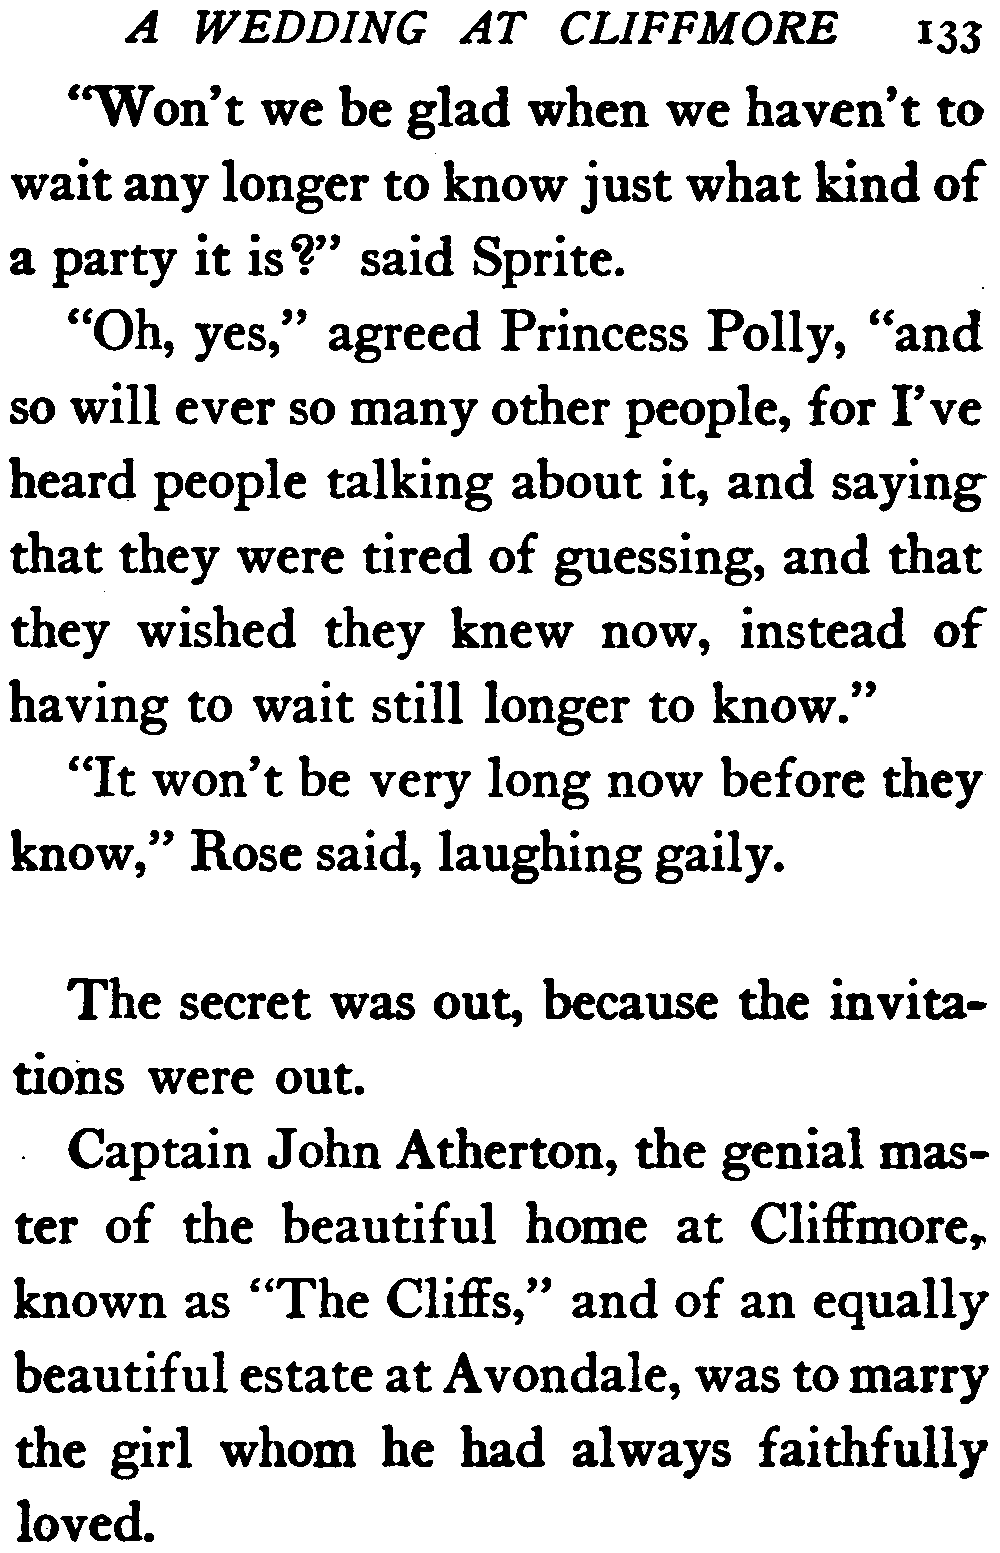 A WEDDING AT CLIFFMORE 133
“Won’t we be glad when we haven’t to
wait any longer to know just what kind of
a party it is?” said Sprite.
“Oh, yes,” agreed Princess Polly, “and
so will ever so many other people, for I’ve
heard people talking about it, and saying
that they were tired of guessing, and that
they wished they knew now, instead of
having to wait still longer to know.”
“It won’t be very long now before they
know,” Rose said, laughing gaily.
The secret was out, because the invita-
tions were out.
Captain John Atherton, the genial mas-
ter of the beautiful home at Cliffmore,
known as “The Cliffs,” and of an equally
beautiful estate at Avondale, was to marry
the girl whom he had always faithfully
loved.